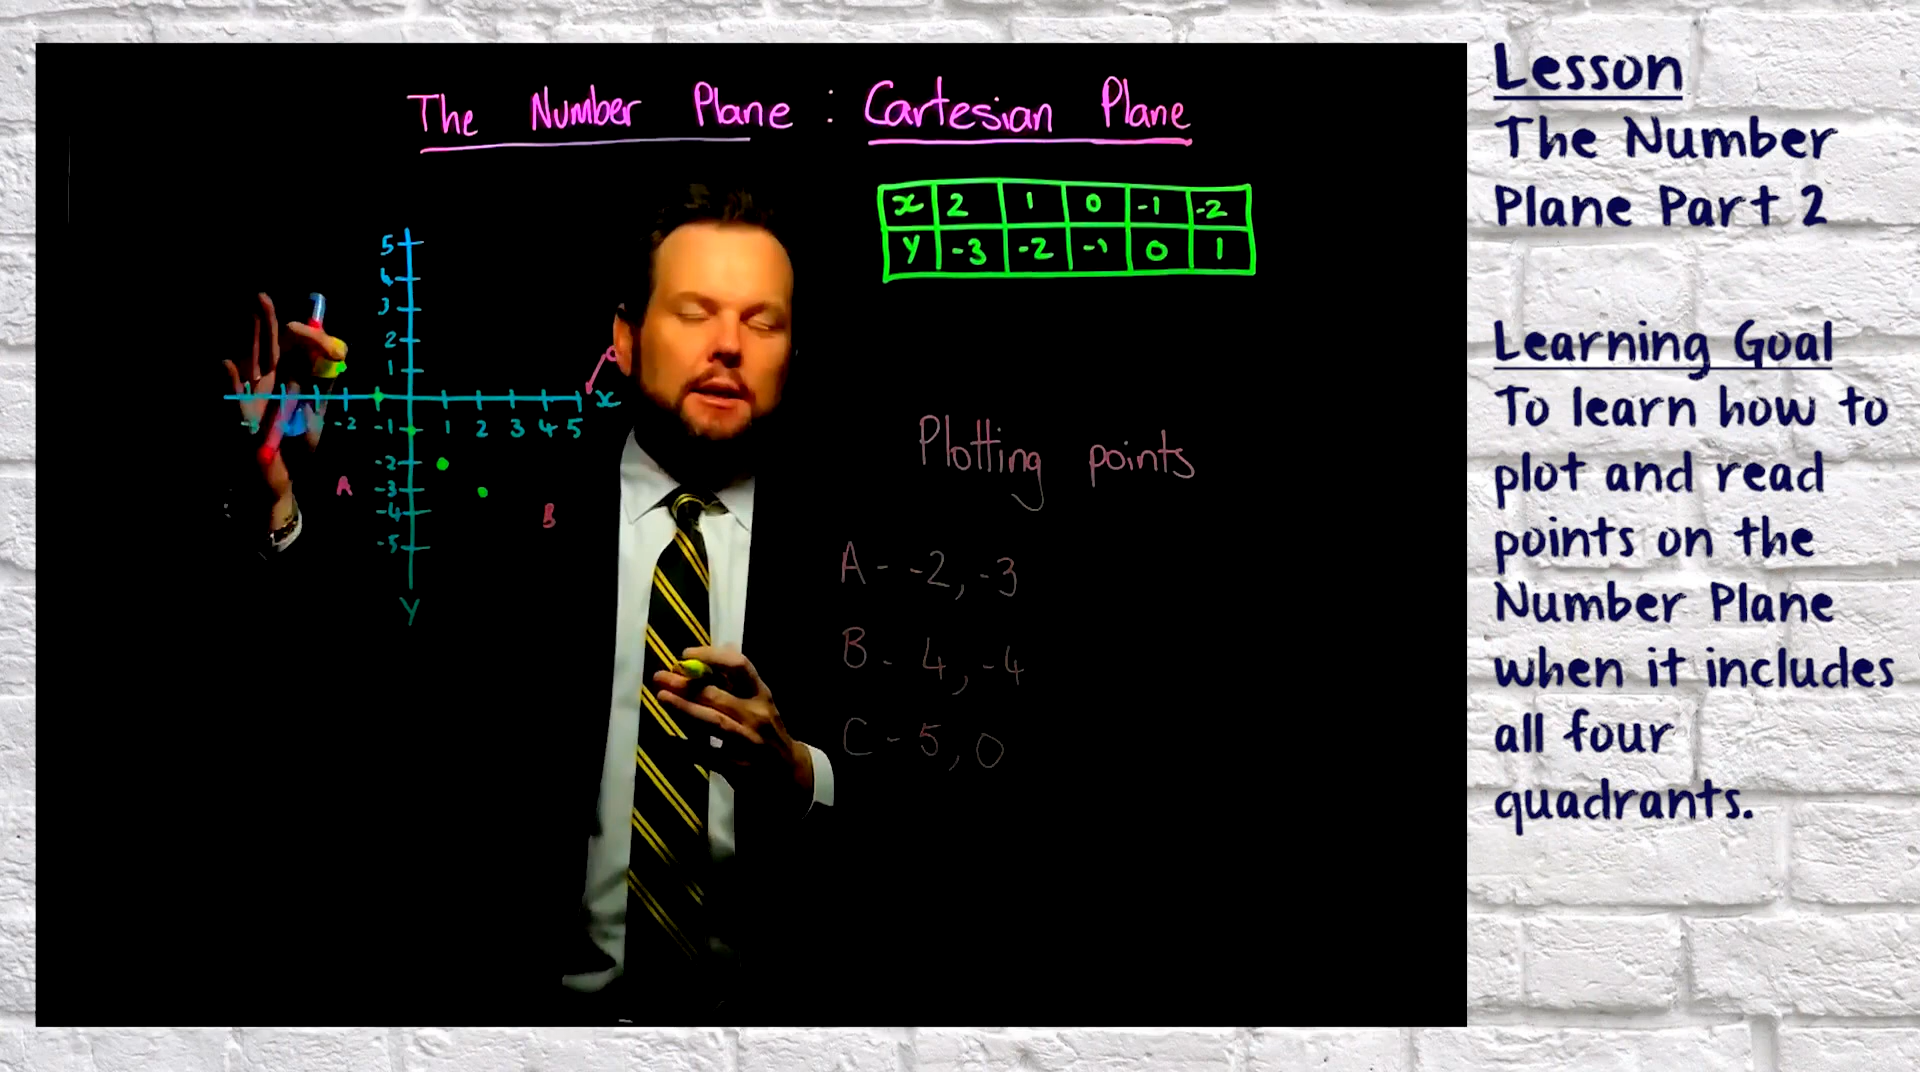 The Number Plane : Cartesian Plane
x 2 1 0 -1 -2
y -3 -2 -1 0 1
5
4
3
2
1
x
-2 -1 1 2 3 4 5
-2
A -3
-4 B
-5
Y
Plotting points
A - -2, -3
B - 4, -4
C - 5, 0
Lesson
The Number
Plane Part 2
Learning Goal
To learn how to
plot and read
points on the
Number Plane
when it includes
all four
quadrants.